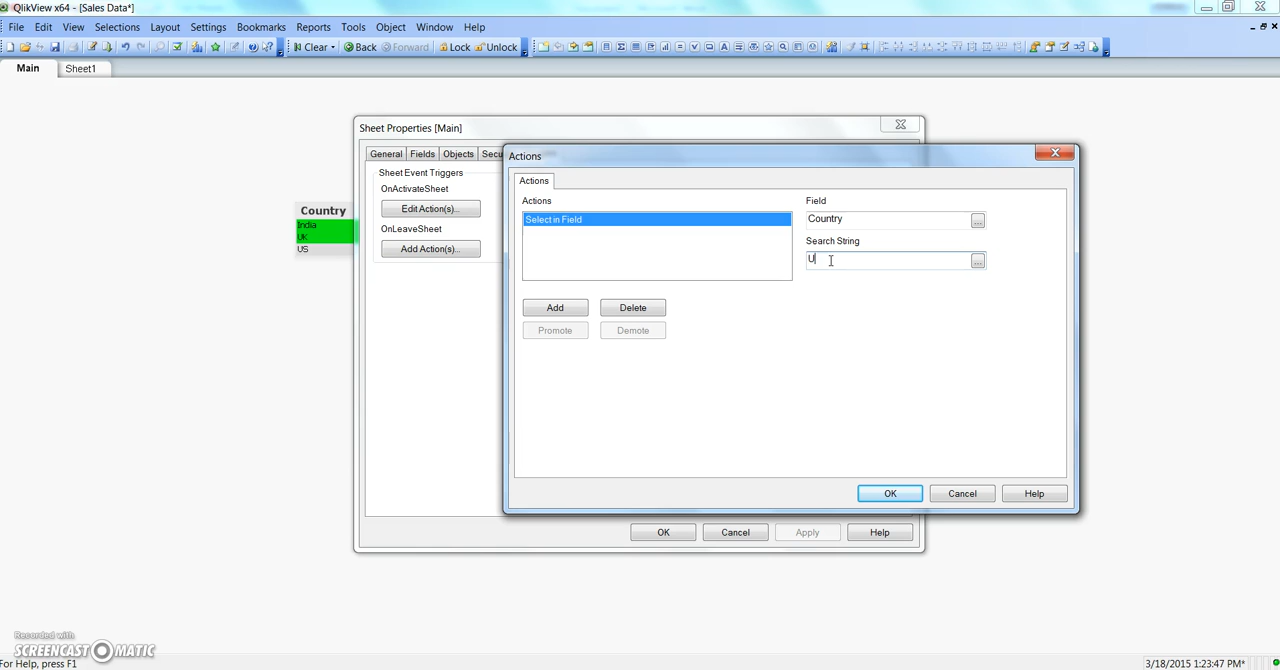 QlikView x64 - [Sales Data*]
File Edit View Selections Layout Settings Bookmarks Reports Tools Object Window Help
Clear Back Forward Lock Unlock
Main Sheet1
Sheet Properties [Main]
General Fields Objects Secu
Sheet Event Triggers
OnActivateSheet
Edit Action(s)...
OnLeaveSheet
Add Action(s)...
Country
India
UK
US
Actions
Actions
Actions
Select in Field
Field
Country
...
Search String
U
...
Add Delete
Promote Demote
OK Cancel Help
OK Cancel Apply Help
Recorded with
SCREENCAST MATIC
For Help, press F1
3/18/2015 1:23:47 PM*